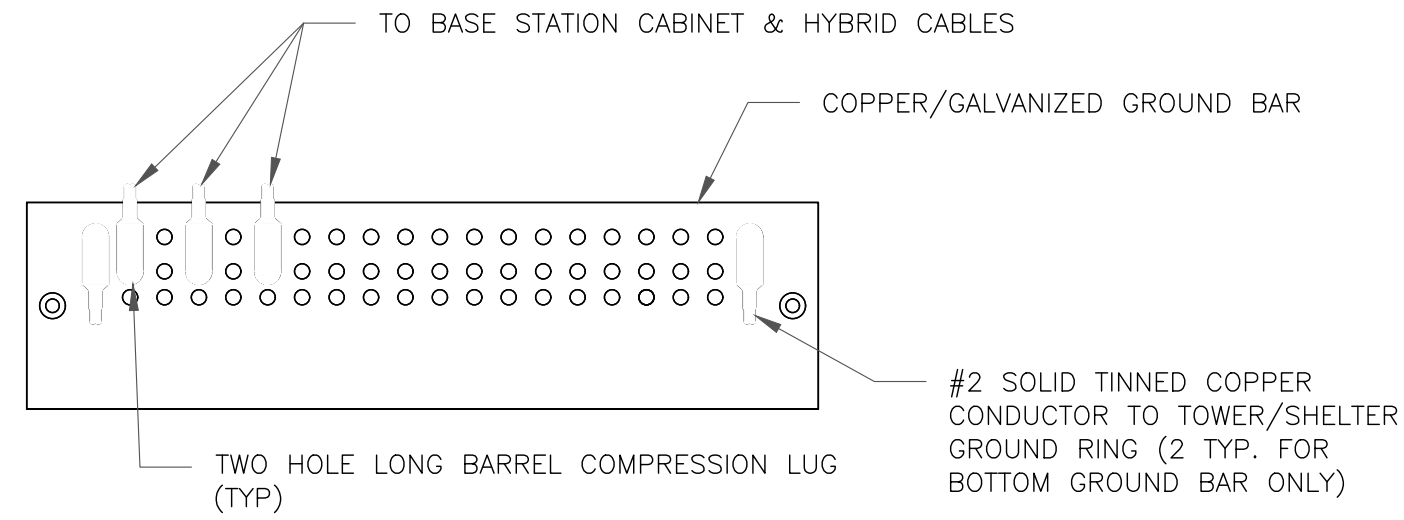 TO BASE STATION CABINET & HYBRID CABLES
COPPER/GALVANIZED GROUND BAR
#2 SOLID TINNED COPPER
CONDUCTOR TO TOWER/SHELTER
GROUND RING (2 TYP. FOR
BOTTOM GROUND BAR ONLY)
TWO HOLE LONG BARREL COMPRESSION LUG
(TYP)